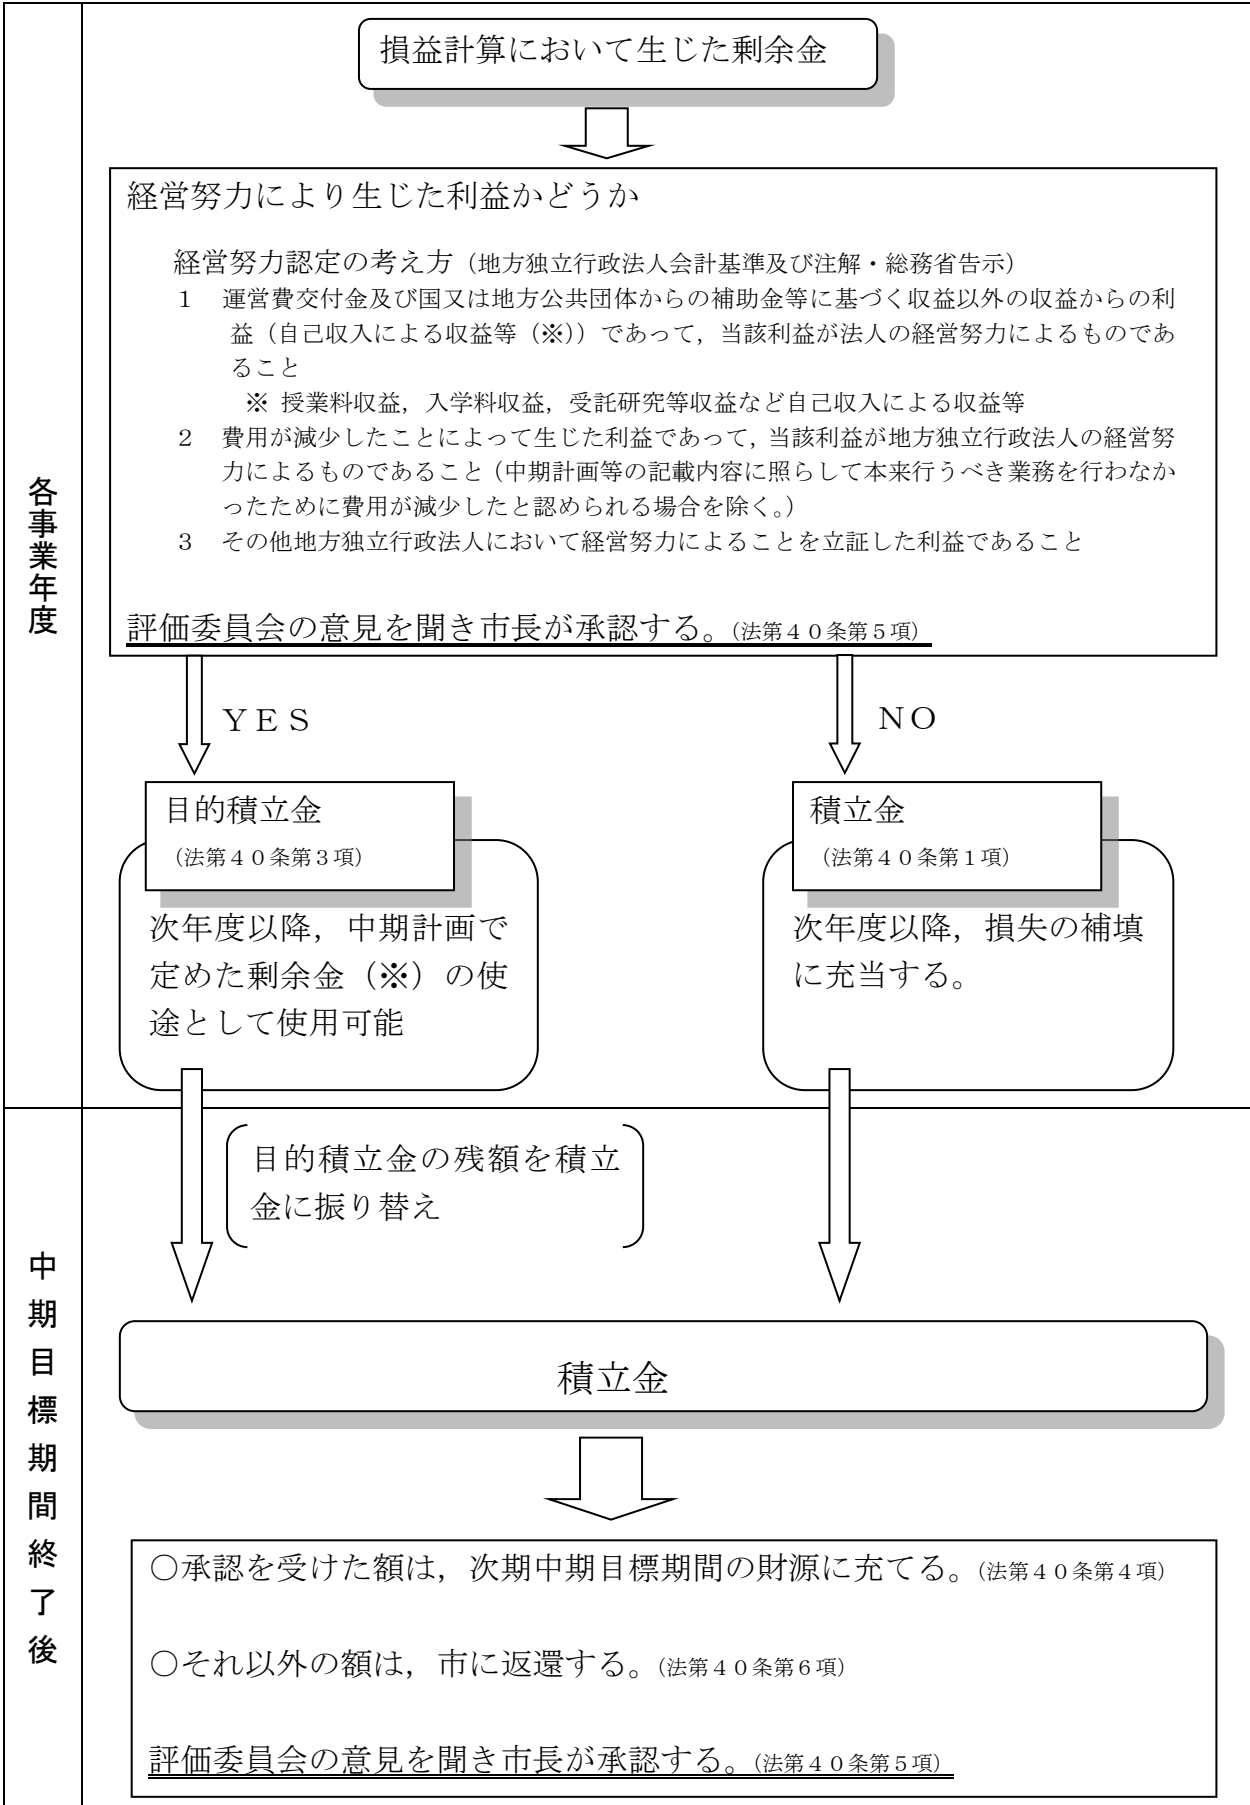 損益計算において生じた剰余金
各事業年度
経営努力により生じた利益かどうか
経営努力認定の考え方（地方独立行政法人会計基準及び注解・総務省告示）
１　運営費交付金及び国又は地方公共団体からの補助金等に基づく収益以外の収益からの利
益（自己収入による収益等（※））であって，当該利益が法人の経営努力によるものであ
ること
※ 授業料収益，入学料収益，受託研究等収益など自己収入による収益等
２　費用が減少したことによって生じた利益であって，当該利益が地方独立行政法人の経営努
力によるものであること（中期計画等の記載内容に照らして本来行うべき業務を行わなか
ったために費用が減少したと認められる場合を除く。）
３　その他地方独立行政法人において経営努力によることを立証した利益であること
評価委員会の意見を聞き市長が承認する。（法第４０条第５項）
ＹＥＳ
ＮＯ
目的積立金
（法第４０条第３項）
次年度以降，中期計画で
定めた剰余金（※）の使
途として使用可能
積立金
（法第４０条第１項）
次年度以降，損失の補填
に充当する。
中期目標期間終了後
目的積立金の残額を積立
金に振り替え
積立金
○承認を受けた額は，次期中期目標期間の財源に充てる。（法第４０条第４項）
○それ以外の額は，市に返還する。（法第４０条第６項）
評価委員会の意見を聞き市長が承認する。（法第４０条第５項）